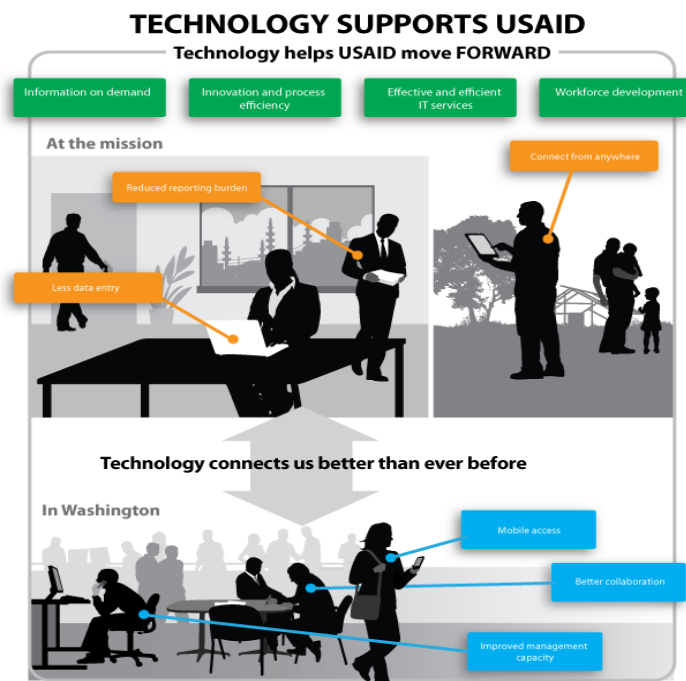 TECHNOLOGY SUPPORTS USAID
Technology helps USAID move FORWARD
Information on demand
Innovation and process
efficiency
Effective and efficient
IT services
Workforce development
At the mission
Connect from anywhere
Reduced reporting burden
Less data entry
Technology connects us better than ever before
In Washington
Mobile access
Better collaboration
Improved management
capacity